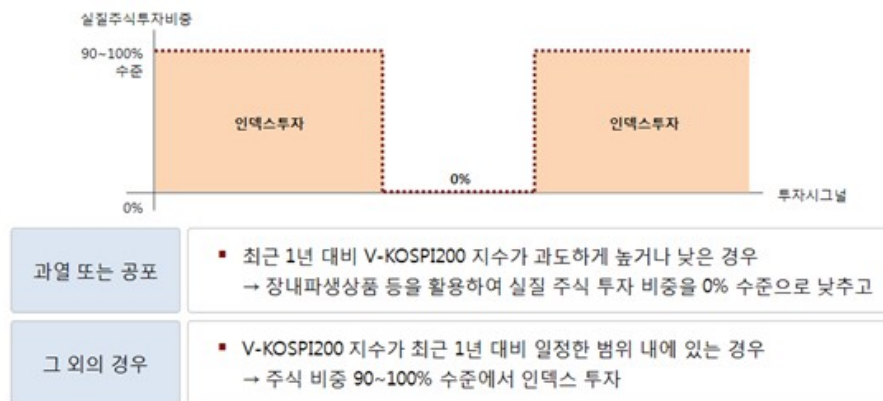 실질주식투자비중
90~100%
수준
인덱스투자
인덱스투자
0%
0%
투자시그널
과열 또는 공포
▪ 최근 1년 대비 V-KOSPI200 지수가 과도하게 높거나 낮은 경우
→ 장내파생상품 등을 활용하여 실질 주식 투자 비중을 0% 수준으로 낮추고
그 외의 경우
▪ V-KOSPI200 지수가 최근 1년 대비 일정한 범위 내에 있는 경우
→ 주식 비중 90~100% 수준에서 인덱스 투자